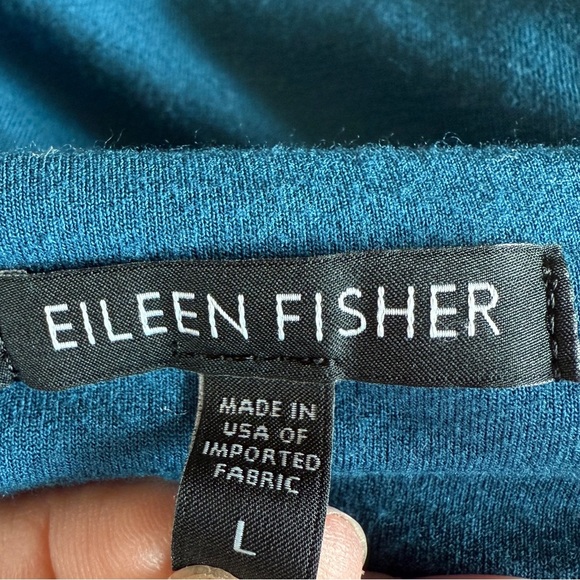 EILEEN FISHER
MADE IN
USA OF
IMPORTED
FABRIC
L